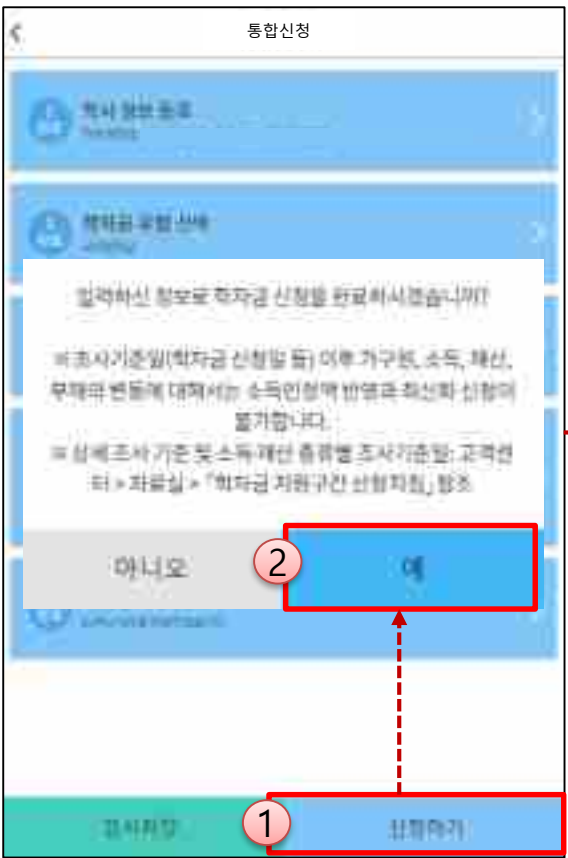 통합신청
학사 정보 등록
학자금 유형 선택
입력하신 정보로 학자금 신청을 완료하시겠습니까?
※조사기준일(학자금 신청일 등) 이후 가구원, 소득, 재산,
부채의 변동에 대해서는 소득인정액 반영과 최신화 신청이
불가합니다.
※ 상세 조사 기준 및 소득·재산 종류별 조사기준일: 고객센
터 > 자료실 > 「학자금 지원구간 산정지침」 참조
아니오
2
예
임시저장
1
신청하기